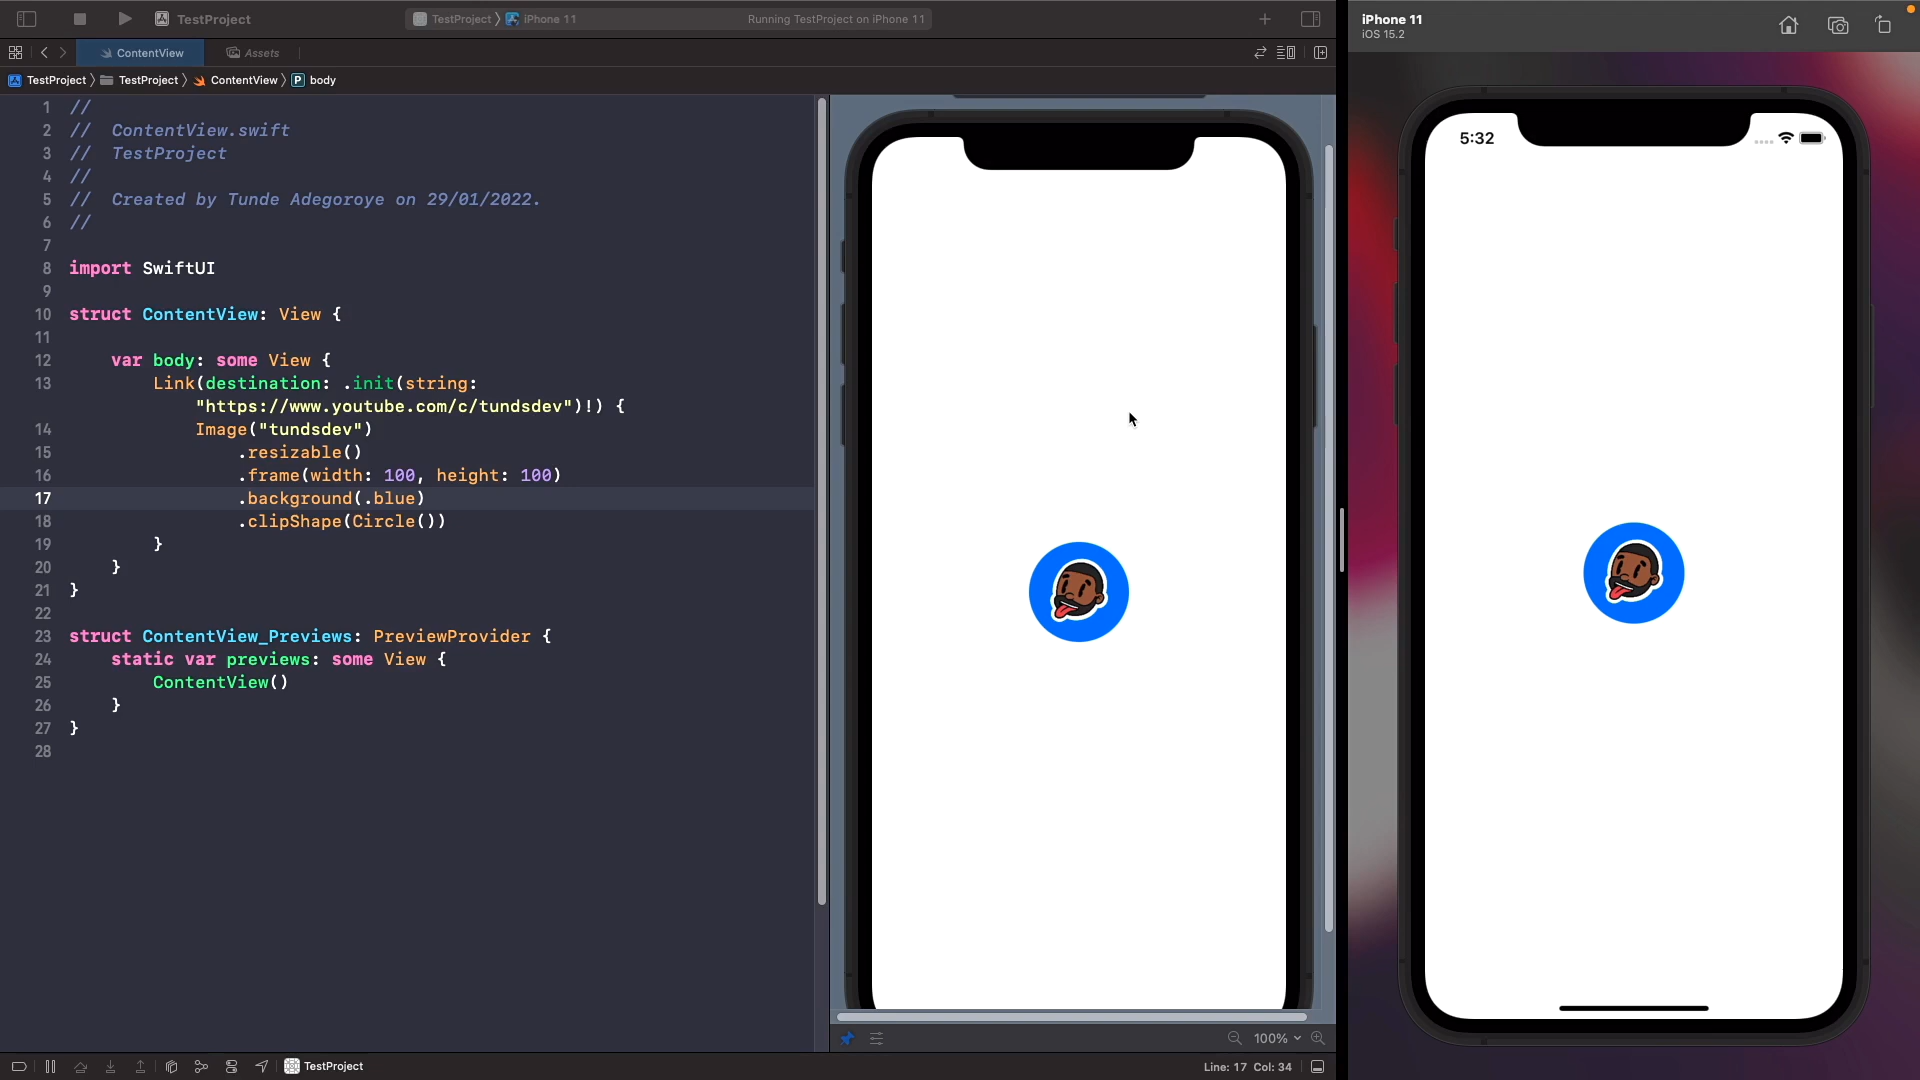 TestProject
TestProject 〉 iPhone 11
Running TestProject on iPhone 11
ContentView
Assets
TestProject 〉 TestProject 〉 ContentView 〉 P body
1 //
2 //  ContentView.swift
3 //  TestProject
4 //
5 //  Created by Tunde Adegoroye on 29/01/2022.
6 //
7
8 import SwiftUI
9
10 struct ContentView: View {
11
12     var body: some View {
13         Link(destination: .init(string:
"https://www.youtube.com/c/tundsdev")!) {
14             Image("tundsdev")
15                 .resizable()
16                 .frame(width: 100, height: 100)
17                 .background(.blue)
18                 .clipShape(Circle())
19         }
20     }
21 }
22
23 struct ContentView_Previews: PreviewProvider {
24     static var previews: some View {
25         ContentView()
26     }
27 }
28
100%
TestProject
Line: 17 Col: 34
iPhone 11
iOS 15.2
5:32